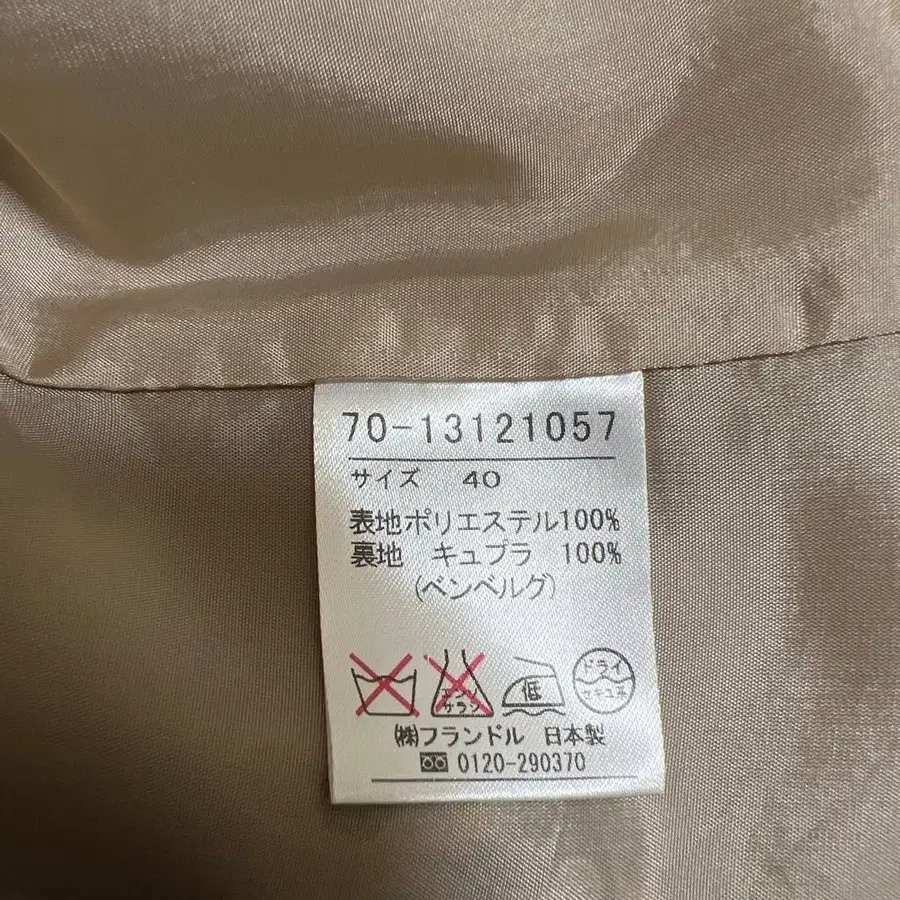 70-13121057
サイズ 40
表地ポリエステル100%
裏地 キュプラ 100%
(ベンベルグ)
エンソ
サラシ
低
ドライ
セキユ系
㈱フランドル 日本製
0120-290370